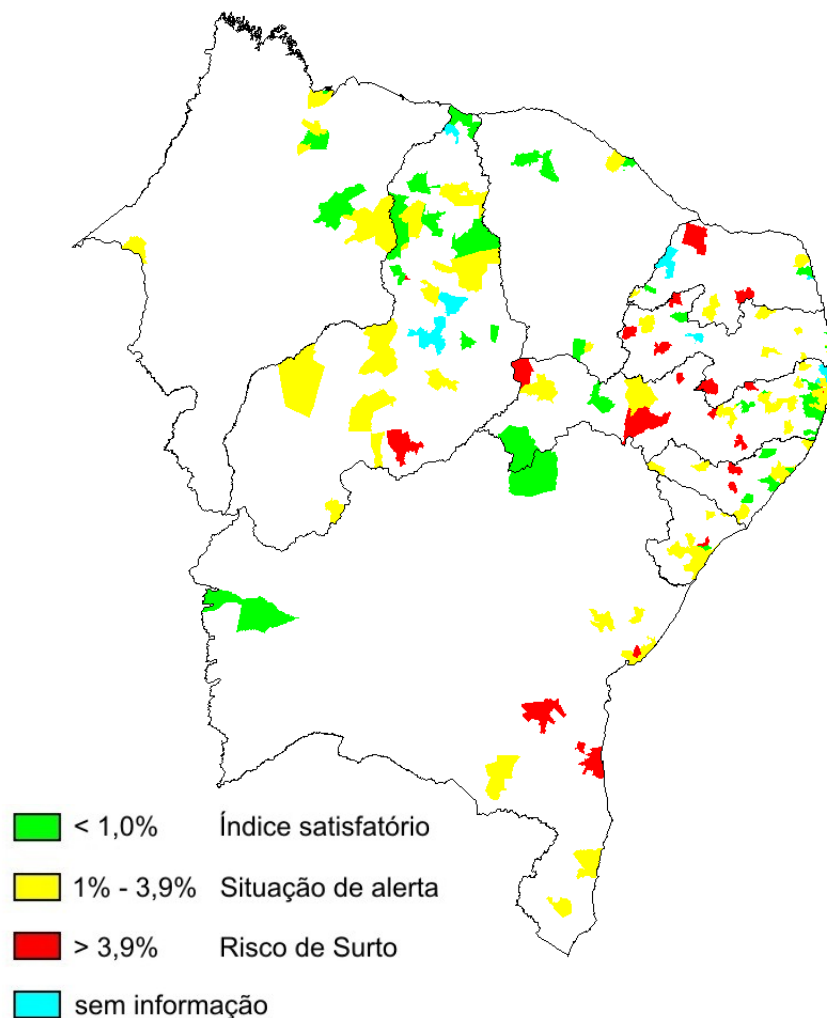 < 1,0% Índice satisfatório
1% - 3,9% Situação de alerta
> 3,9% Risco de Surto
sem informação